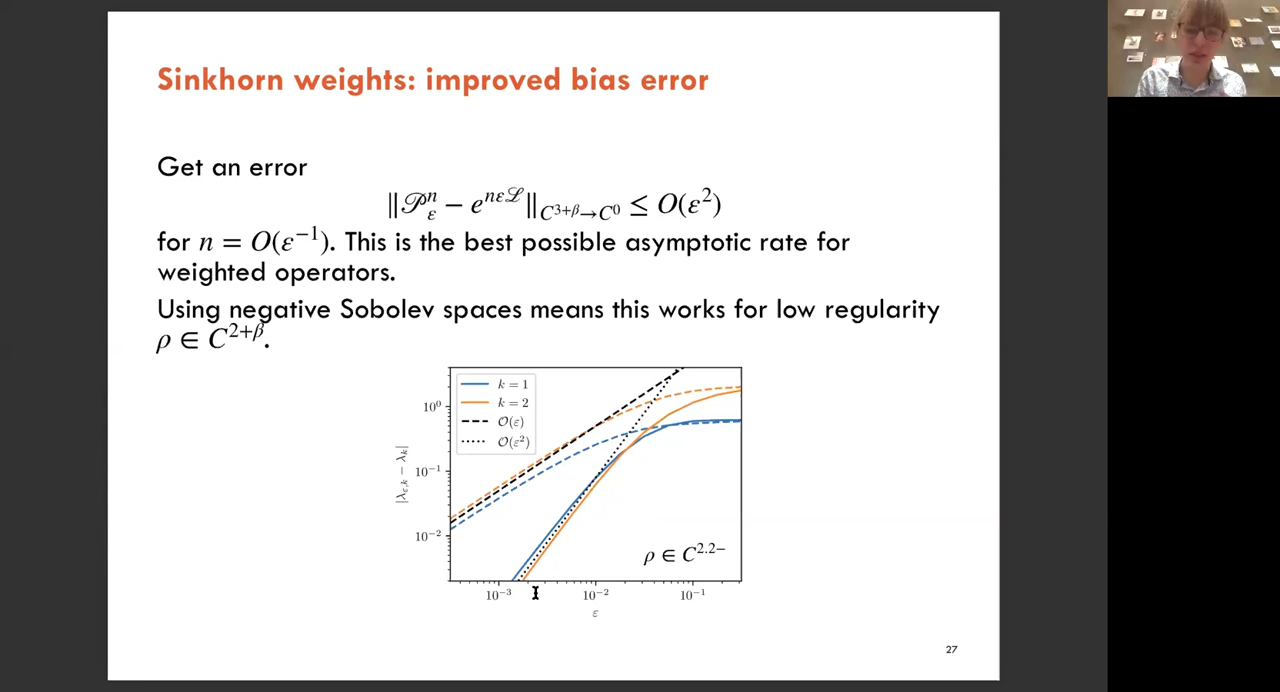 Sinkhorn weights: improved bias error
Get an error
‖𝒫ⁿ_ε − e^{nεℒ}‖_{C^{3+β}→C⁰} ≤ O(ε²)
for n = O(ε⁻¹). This is the best possible asymptotic rate for
weighted operators.
Using negative Sobolev spaces means this works for low regularity
ρ ∈ C^{2+β}.
k = 1
k = 2
𝒪(ε)
𝒪(ε²)
|λ_{ε,k} − λ_k|
10⁰
10⁻¹
10⁻²
ρ ∈ C^{2.2−}
10⁻³ 10⁻² 10⁻¹
ε
27